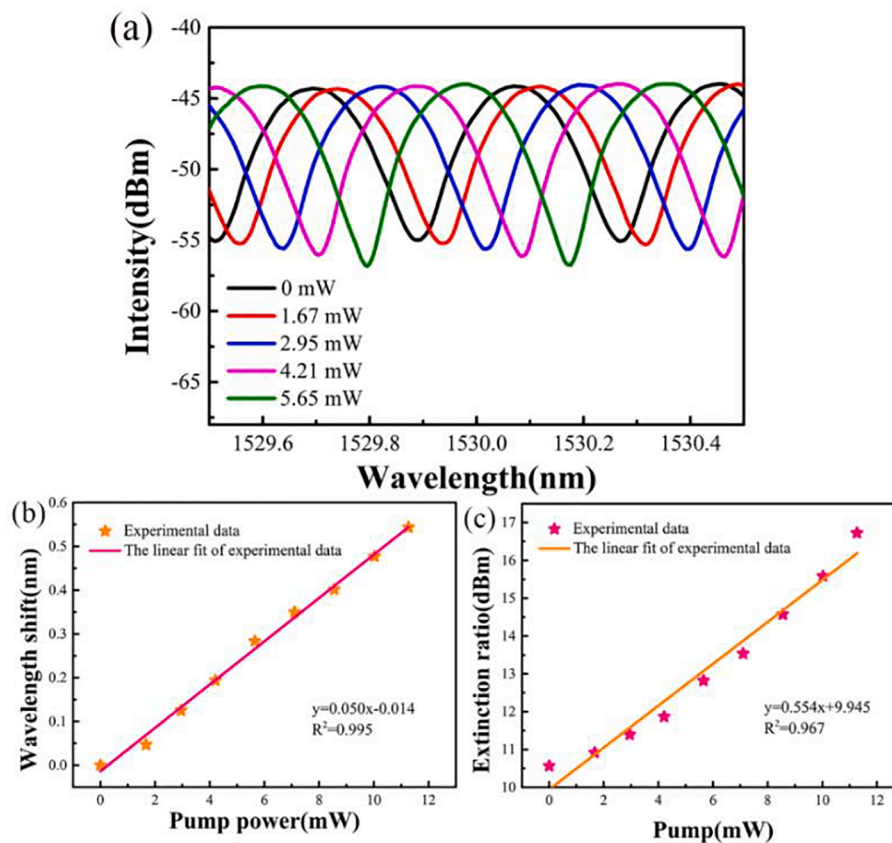 (a)
-40
-45
-50
-55
-60
-65
Intensity(dBm)
0 mW
1.67 mW
2.95 mW
4.21 mW
5.65 mW
1529.6 1529.8 1530.0 1530.2 1530.4
Wavelength(nm)
(b)
0.6
0.5
0.4
0.3
0.2
0.1
0.0
Wavelength shift(nm)
Experimental data
The linear fit of experimental data
y=0.050x-0.014
R²=0.995
0 2 4 6 8 10 12
Pump power(mW)
(c)
17
16
15
14
13
12
11
10
Extinction ratio(dBm)
Experimental data
The linear fit of experimental data
y=0.554x+9.945
R²=0.967
0 2 4 6 8 10 12
Pump(mW)